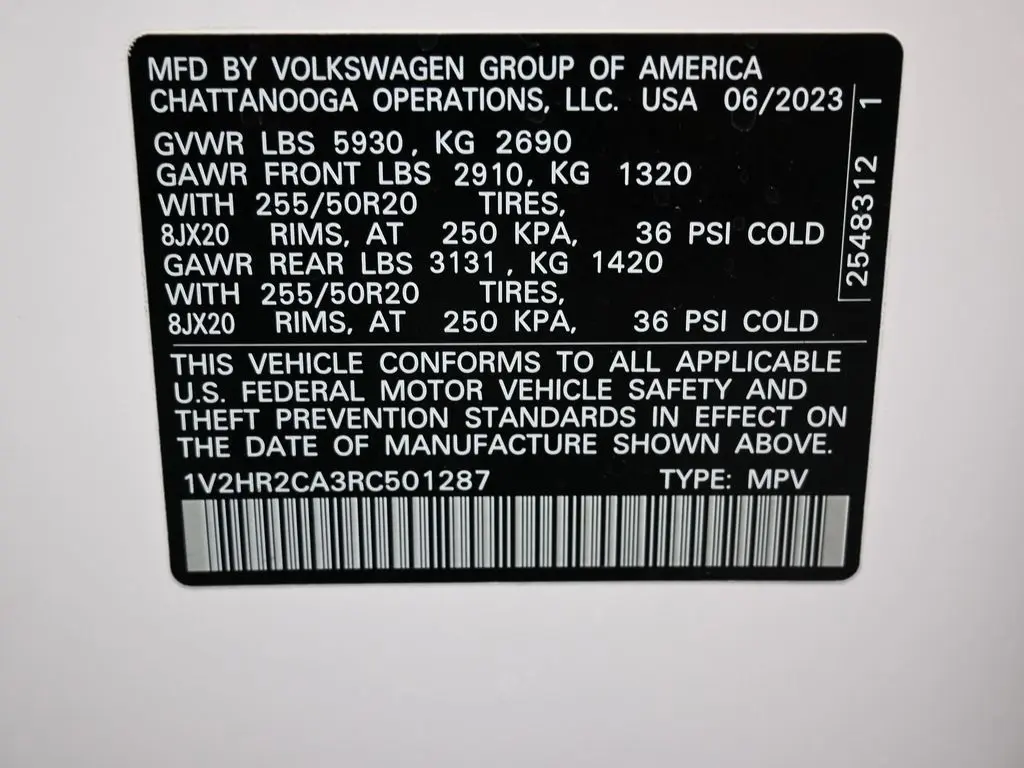 MFD BY VOLKSWAGEN GROUP OF AMERICA
CHATTANOOGA OPERATIONS, LLC. USA 06/2023
GVWR LBS 5930, KG 2690
GAWR FRONT LBS 2910, KG 1320
WITH 255/50R20 TIRES,
8JX20 RIMS, AT 250 KPA, 36 PSI COLD
GAWR REAR LBS 3131, KG 1420
WITH 255/50R20 TIRES,
8JX20 RIMS, AT 250 KPA, 36 PSI COLD
2548312 1
THIS VEHICLE CONFORMS TO ALL APPLICABLE
U.S. FEDERAL MOTOR VEHICLE SAFETY AND
THEFT PREVENTION STANDARDS IN EFFECT ON
THE DATE OF MANUFACTURE SHOWN ABOVE.
1V2HR2CA3RC501287 TYPE: MPV